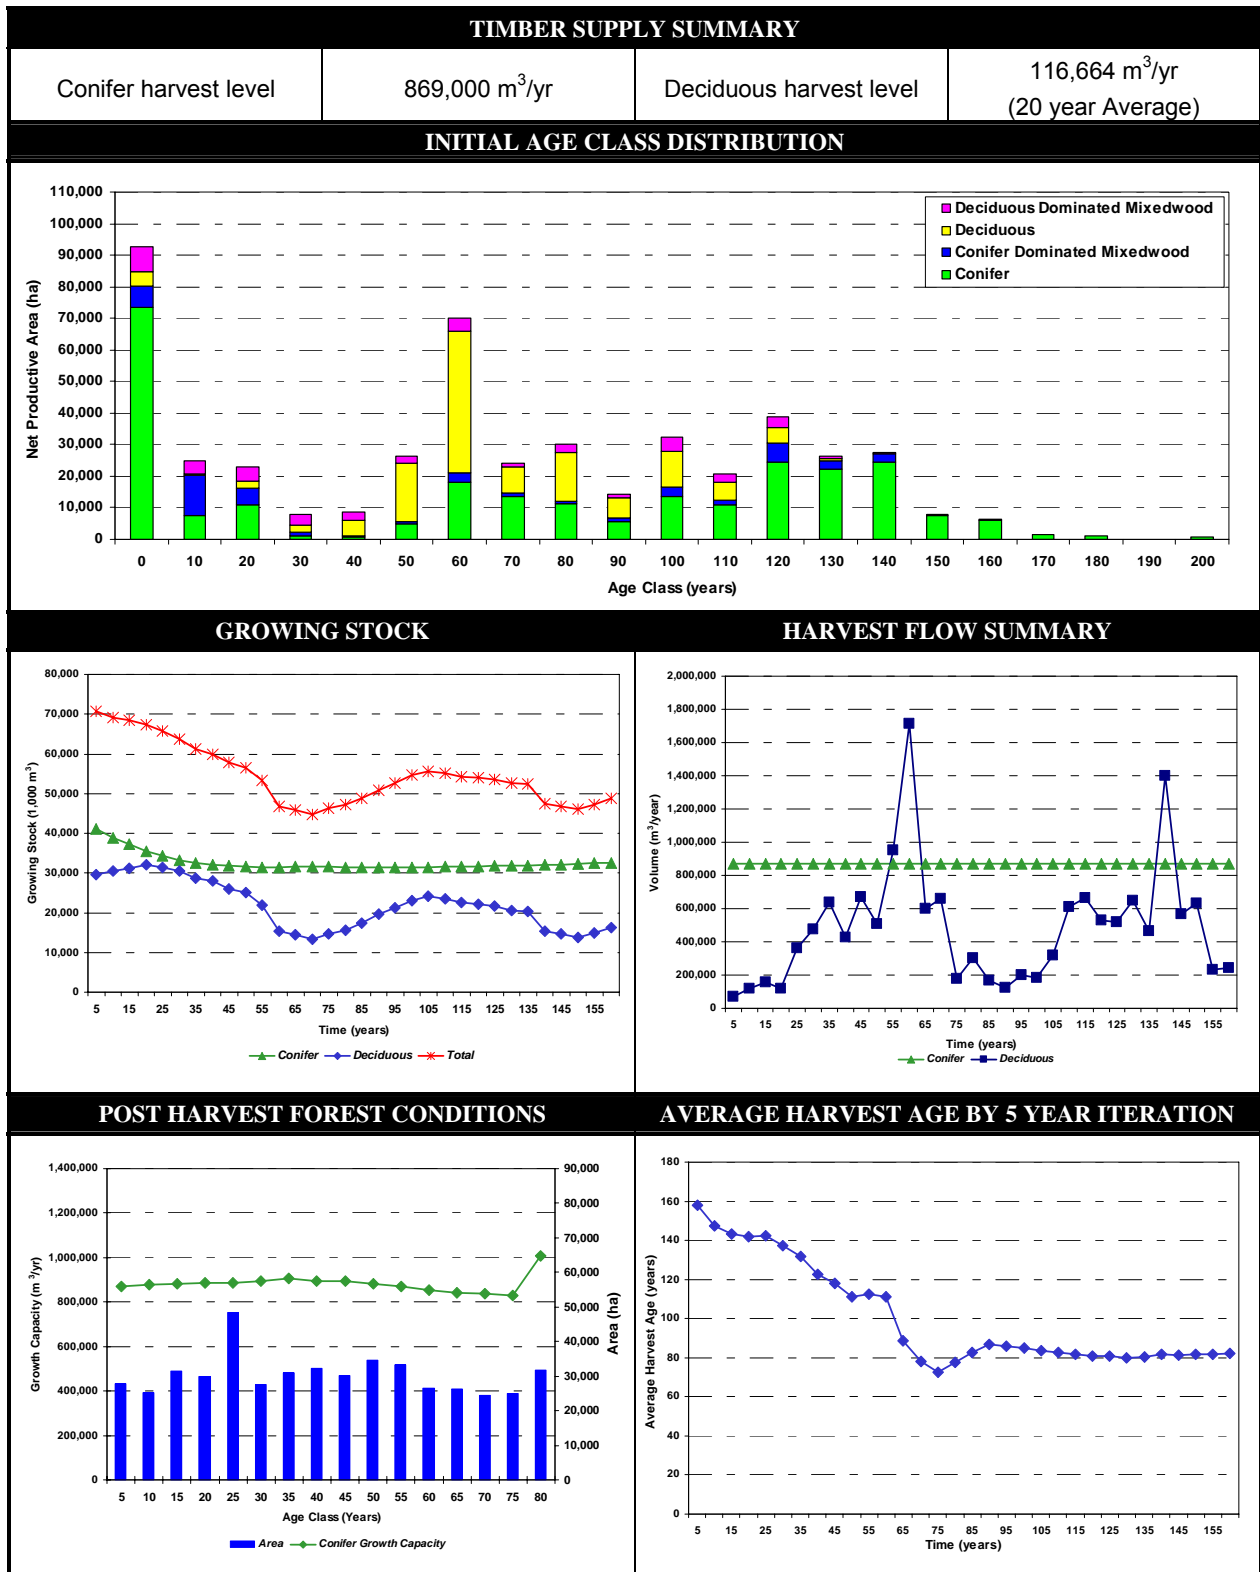 TIMBER SUPPLY SUMMARY
Conifer harvest level
869,000 m³/yr
Deciduous harvest level
116,664 m³/yr
(20 year Average)
INITIAL AGE CLASS DISTRIBUTION
110,000
100,000
90,000
80,000
70,000
60,000
50,000
40,000
30,000
20,000
10,000
0
Net Productive Area (ha)
Deciduous Dominated Mixedwood
Deciduous
Conifer Dominated Mixedwood
Conifer
0 10 20 30 40 50 60 70 80 90 100 110 120 130 140 150 160 170 180 190 200
Age Class (years)
GROWING STOCK
80,000
70,000
60,000
50,000
40,000
30,000
20,000
10,000
0
Growing Stock (1,000 m³)
5 15 25 35 45 55 65 75 85 95 105 115 125 135 145 155
Time (years)
Conifer Deciduous Total
HARVEST FLOW SUMMARY
2,000,000
1,800,000
1,600,000
1,400,000
1,200,000
1,000,000
800,000
600,000
400,000
200,000
0
Volume (m³/year)
5 15 25 35 45 55 65 75 85 95 105 115 125 135 145 155
Time (years)
Conifer Deciduous
POST HARVEST FOREST CONDITIONS
1,400,000
1,200,000
1,000,000
800,000
600,000
400,000
200,000
0
Growth Capacity (m³/yr)
90,000
80,000
70,000
60,000
50,000
40,000
30,000
20,000
10,000
0
Area (ha)
5 10 15 20 25 30 35 40 45 50 55 60 65 70 75 80
Age Class (Years)
Area Conifer Growth Capacity
AVERAGE HARVEST AGE BY 5 YEAR ITERATION
180
160
140
120
100
80
60
40
20
0
Average Harvest Age (years)
5 15 25 35 45 55 65 75 85 95 105 115 125 135 145 155
Time (years)